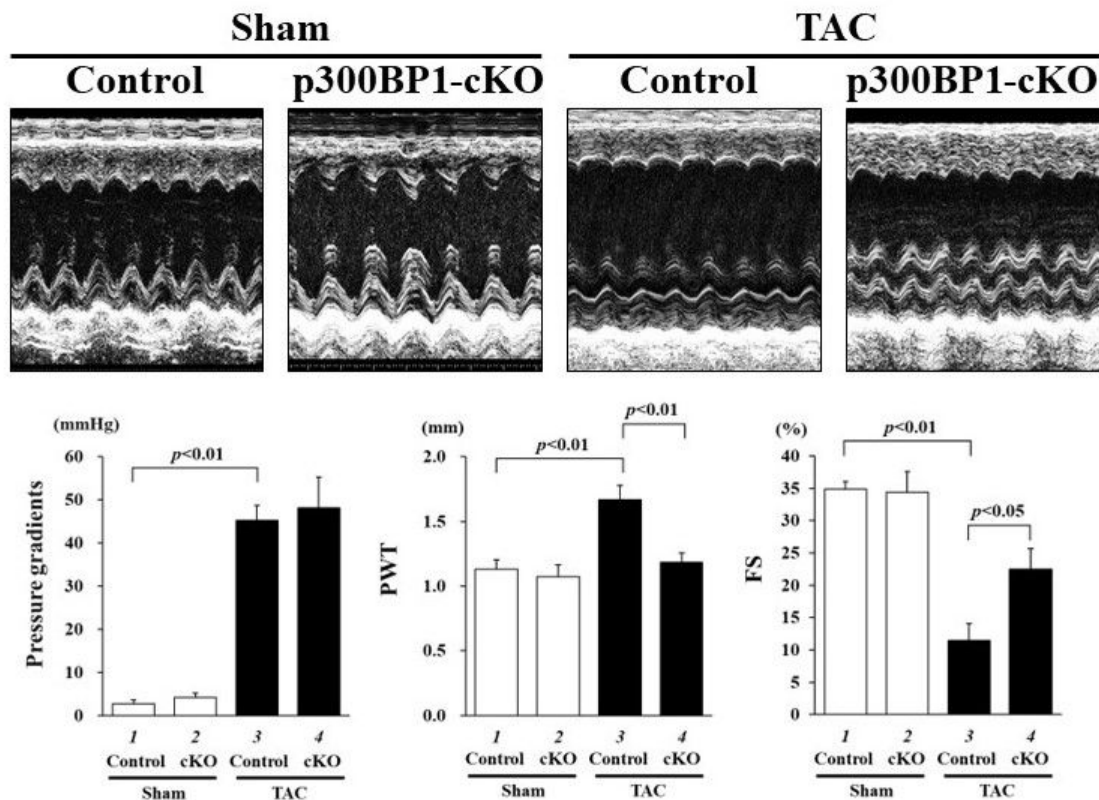 Sham TAC
Control p300BP1-cKO Control p300BP1-cKO
(mmHg)
Pressure gradients
60
50
40
30
20
10
0
p<0.01
1 2 3 4
Control cKO Control cKO
Sham TAC
(mm)
PWT
2.0
1.5
1.0
0.5
0.0
p<0.01
p<0.01
1 2 3 4
Control cKO Control cKO
Sham TAC
(%)
FS
40
35
30
25
20
15
10
5
0
p<0.01
p<0.05
1 2 3 4
Control cKO Control cKO
Sham TAC